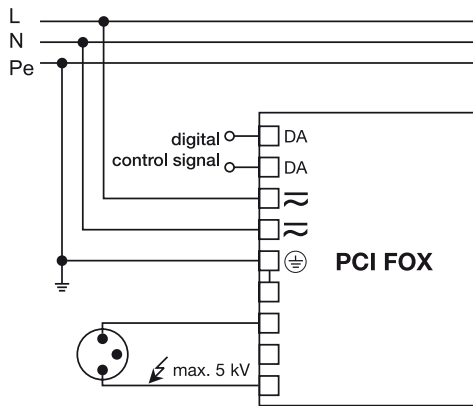 L
N
Pe
digital
control signal
DA
DA
PCI FOX
max. 5 kV